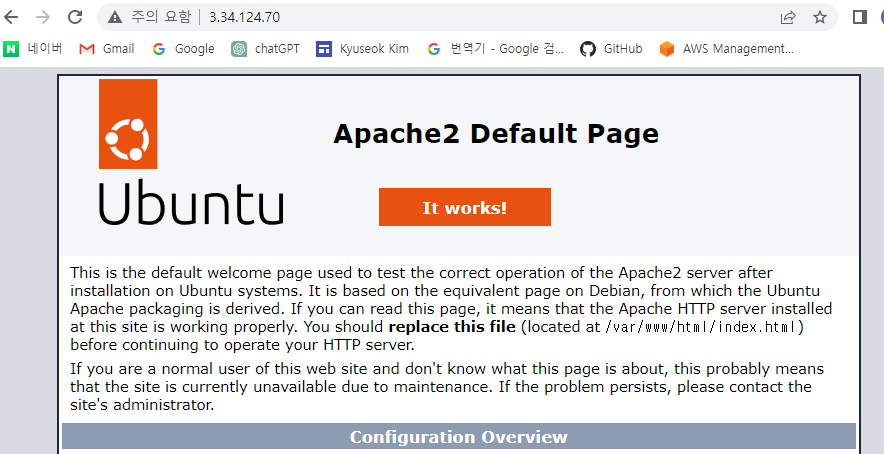 주의 요함 3.34.124.70
네이버 Gmail Google chatGPT Kyuseok Kim 번역기 - Google 검... GitHub AWS Management...
Ubuntu
Apache2 Default Page
It works!
This is the default welcome page used to test the correct operation of the Apache2 server after
installation on Ubuntu systems. It is based on the equivalent page on Debian, from which the Ubuntu
Apache packaging is derived. If you can read this page, it means that the Apache HTTP server installed
at this site is working properly. You should replace this file (located at /var/www/html/index.html)
before continuing to operate your HTTP server.
If you are a normal user of this web site and don't know what this page is about, this probably means
that the site is currently unavailable due to maintenance. If the problem persists, please contact the
site's administrator.
Configuration Overview